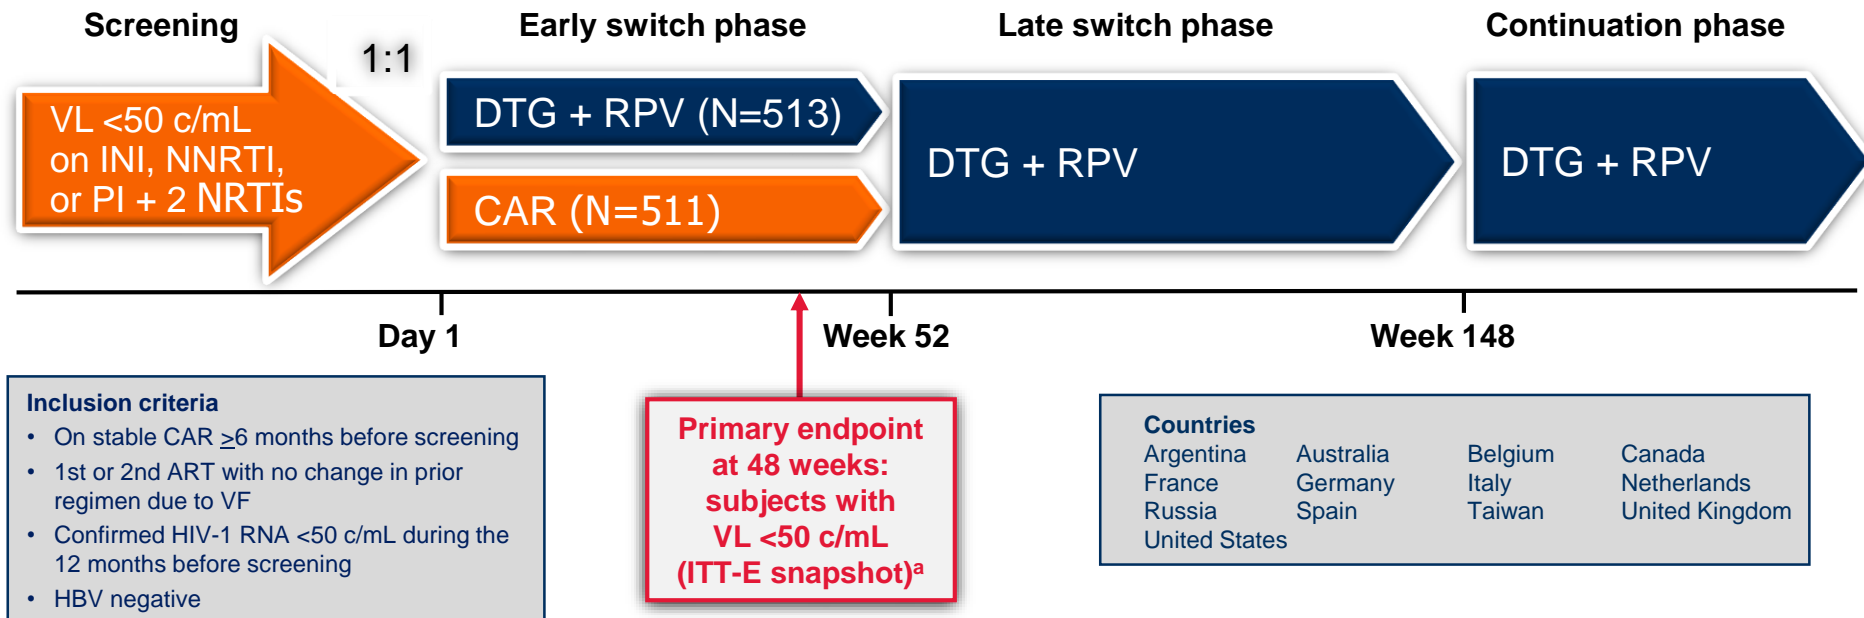 Screening
Early switch phase
Late switch phase
Continuation phase
1:1
VL <50 c/mL
on INI, NNRTI,
or PI + 2 NRTIs
DTG + RPV (N=513)
CAR (N=511)
DTG + RPV
DTG + RPV
Day 1
Week 52
Week 148
Inclusion criteria
• On stable CAR ≥6 months before screening
• 1st or 2nd ART with no change in prior
regimen due to VF
• Confirmed HIV-1 RNA <50 c/mL during the
12 months before screening
• HBV negative
Primary endpoint
at 48 weeks:
subjects with
VL <50 c/mL
(ITT-E snapshot)ᵃ
Countries
Argentina Australia Belgium Canada
France Germany Italy Netherlands
Russia Spain Taiwan United Kingdom
United States